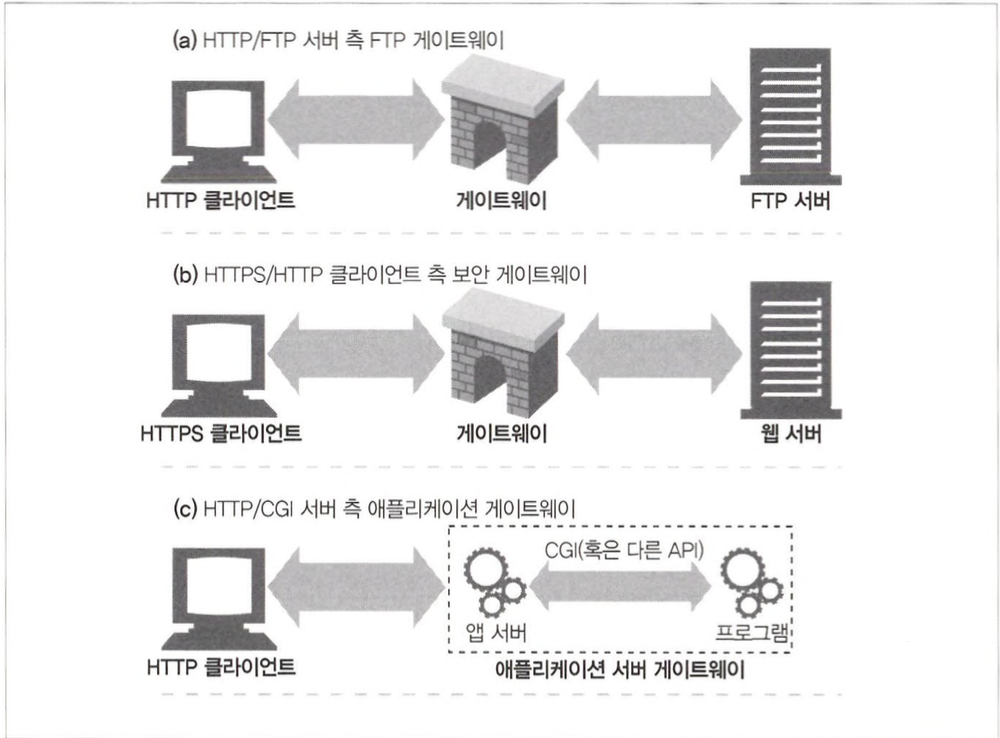 (a) HTTP/FTP 서버 측 FTP 게이트웨이
HTTP 클라이언트
게이트웨이
FTP 서버
(b) HTTPS/HTTP 클라이언트 측 보안 게이트웨이
HTTPS 클라이언트
게이트웨이
웹 서버
(c) HTTP/CGI 서버 측 애플리케이션 게이트웨이
CGI(혹은 다른 API)
앱 서버
프로그램
HTTP 클라이언트
애플리케이션 서버 게이트웨이